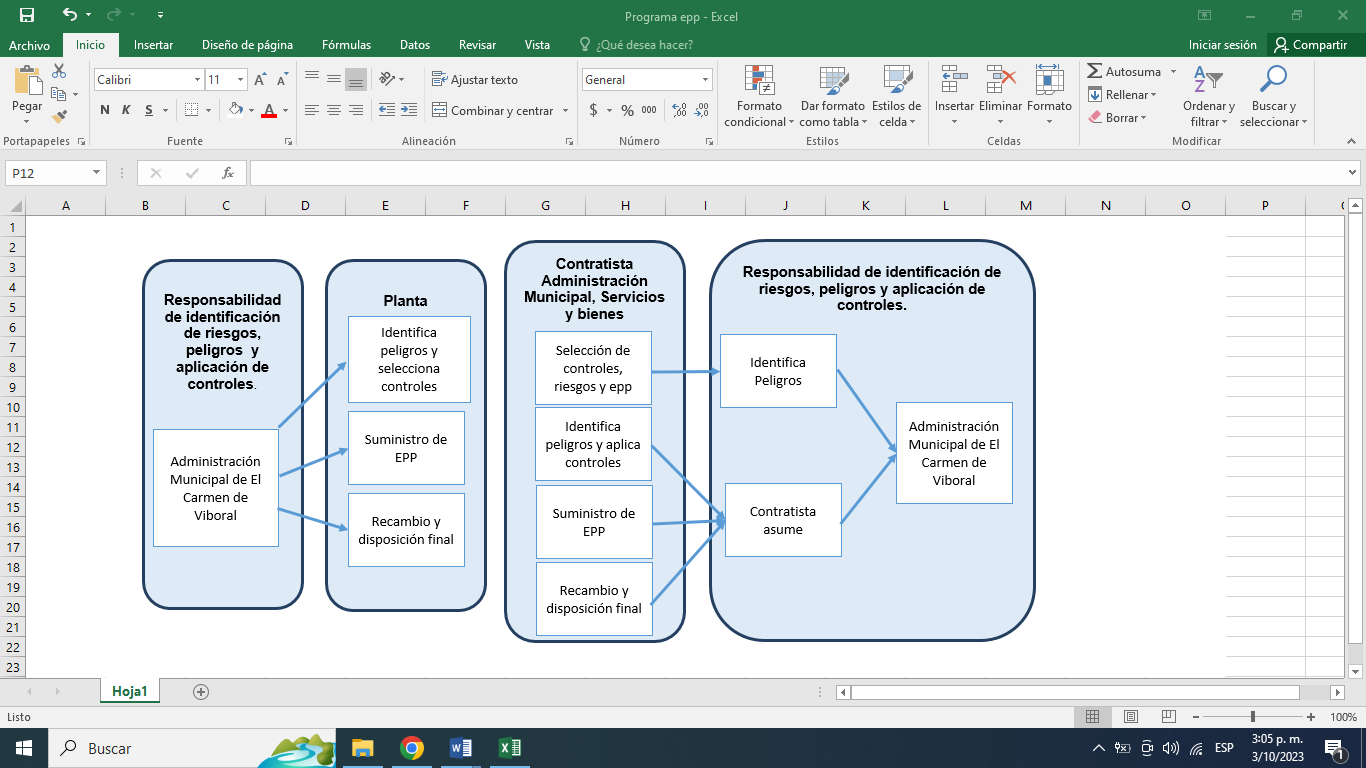 Programa epp - Excel
Archivo Inicio Insertar Diseño de página Fórmulas Datos Revisar Vista ¿Qué desea hacer? Iniciar sesión Compartir
Pegar
Calibri 11
N K S
Ajustar texto
Combinar y centrar
General
$ % 000
Formato condicional
Dar formato como tabla
Estilos de celda
Insertar Eliminar Formato
Autosuma
Rellenar
Borrar
Ordenar y filtrar
Buscar y seleccionar
Portapapeles Fuente Alineación Número Estilos Celdas Modificar
P12 fx
A B C D E F G H I J K L M N O P
1
2
3
4
5
6
7
8
9
10
11
12
13
14
15
16
17
18
19
20
21
22
23
Responsabilidad
de identificación
de riesgos,
peligros y
aplicación de
controles.
Administración
Municipal de El
Carmen de
Viboral
Planta
Identifica
peligros y
selecciona
controles
Suministro de
EPP
Recambio y
disposición final
Contratista
Administración
Municipal, Servicios
y bienes
Selección de
controles,
riesgos y epp
Identifica
peligros y aplica
controles
Suministro de
EPP
Recambio y
disposición final
Responsabilidad de identificación de
riesgos, peligros y aplicación de
controles.
Identifica
Peligros
Contratista
asume
Administración
Municipal de El
Carmen de
Viboral
Hoja1
Listo 100%
Buscar
ESP
3:05 p. m.
3/10/2023
1